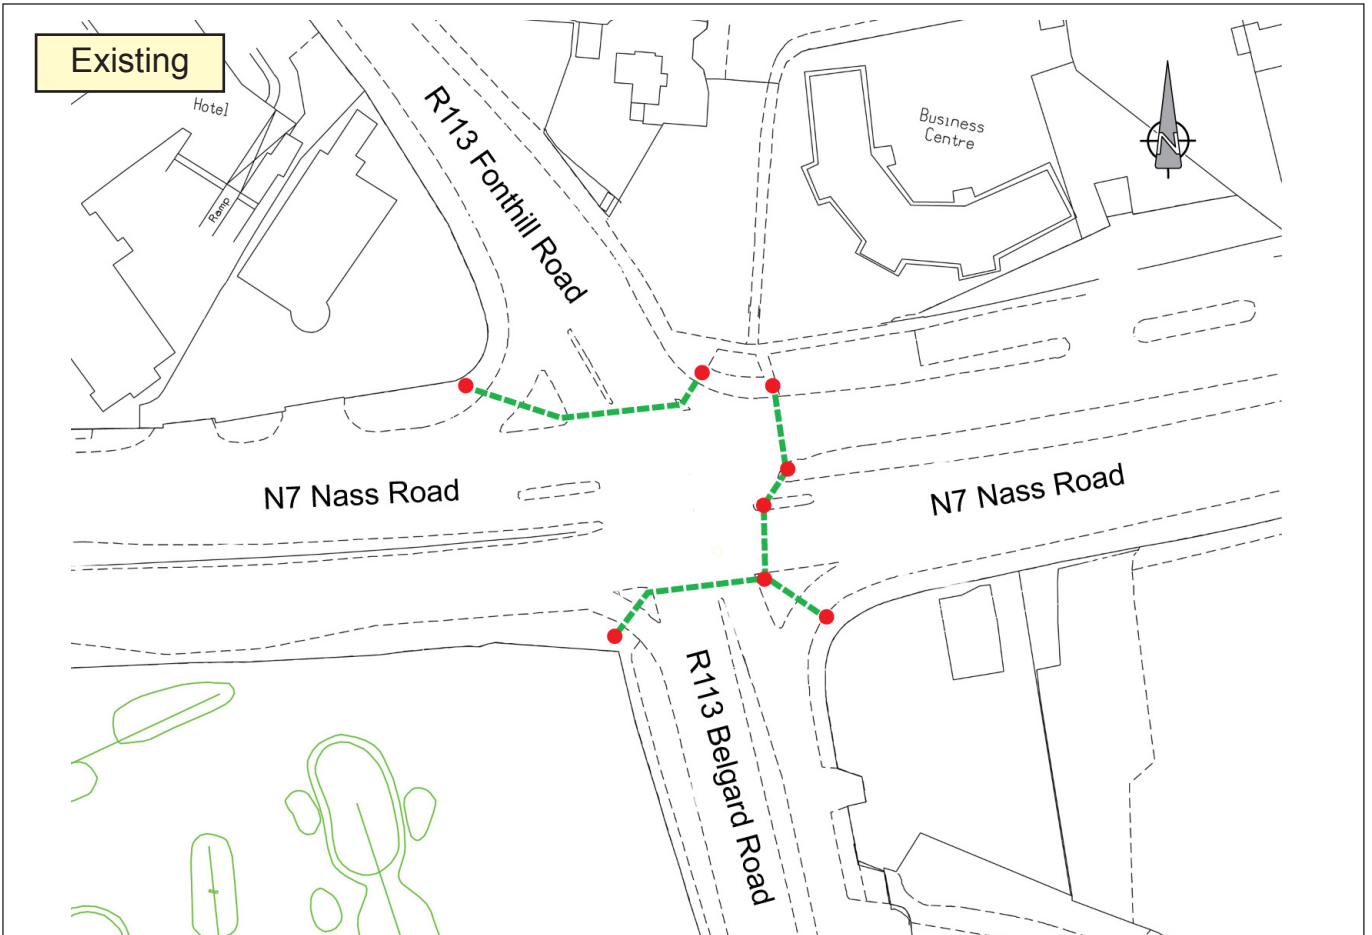 Existing
Hotel
Ramp
R113 Fonthill Road
Business
Centre
N
N7 Nass Road
N7 Nass Road
R113 Belgard Road